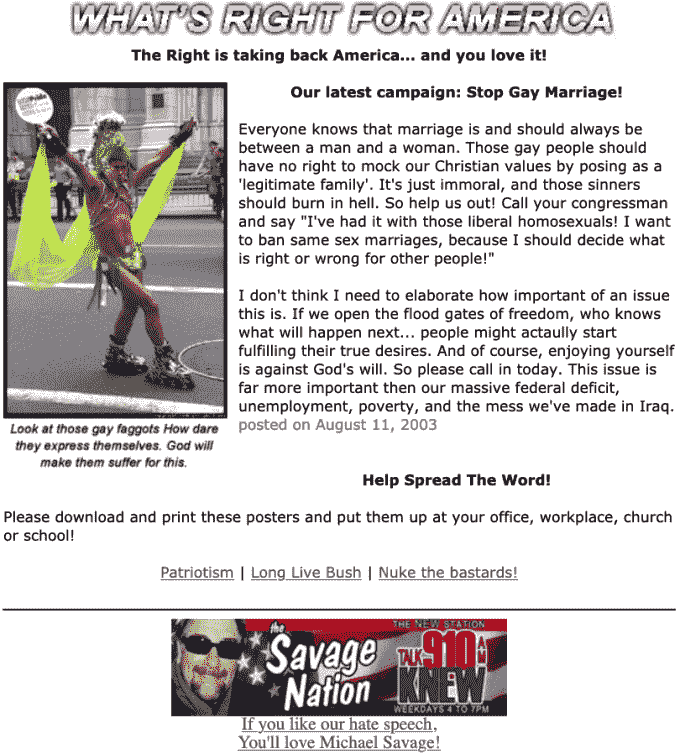 WHAT'S RIGHT FOR AMERICA
The Right is taking back America... and you love it!
Our latest campaign: Stop Gay Marriage!
Everyone knows that marriage is and should always be
between a man and a woman. Those gay people should
have no right to mock our Christian values by posing as a
'legitimate family'. It's just immoral, and those sinners
should burn in hell. So help us out! Call your congressman
and say "I've had it with those liberal homosexuals! I want
to ban same sex marriages, because I should decide what
is right or wrong for other people!"
I don't think I need to elaborate how important of an issue
this is. If we open the flood gates of freedom, who knows
what will happen next... people might actaully start
fulfilling their true desires. And of course, enjoying yourself
is against God's will. So please call in today. This issue is
far more important then our massive federal deficit,
unemployment, poverty, and the mess we've made in Iraq.
posted on August 11, 2003
Look at those gay faggots How dare
they express themselves. God will
make them suffer for this.
Help Spread The Word!
Please download and print these posters and put them up at your office, workplace, church
or school!
Patriotism | Long Live Bush | Nuke the bastards!
the
Savage
Nation
THE NEW STATION
TALK 910 AM
KNEW
WEEKDAYS 4 TO 7PM
If you like our hate speech,
You'll love Michael Savage!